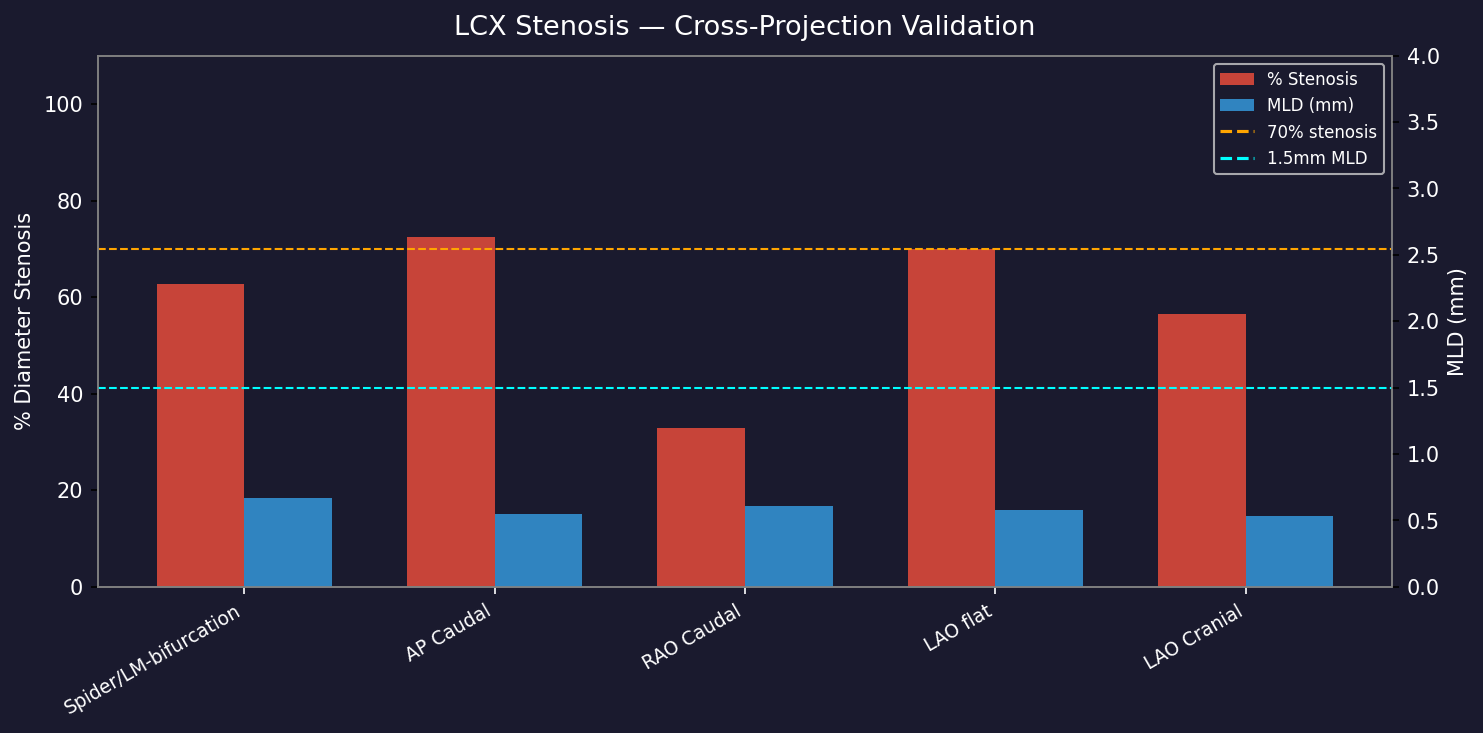 LCX Stenosis — Cross-Projection Validation
% Diameter Stenosis
100
80
60
40
20
0
4.0
3.5
3.0
2.5
2.0
1.5
1.0
0.5
0.0
MLD (mm)
% Stenosis
MLD (mm)
70% stenosis
1.5mm MLD
Spider/LM-bifurcation
AP Caudal
RAO Caudal
LAO flat
LAO Cranial